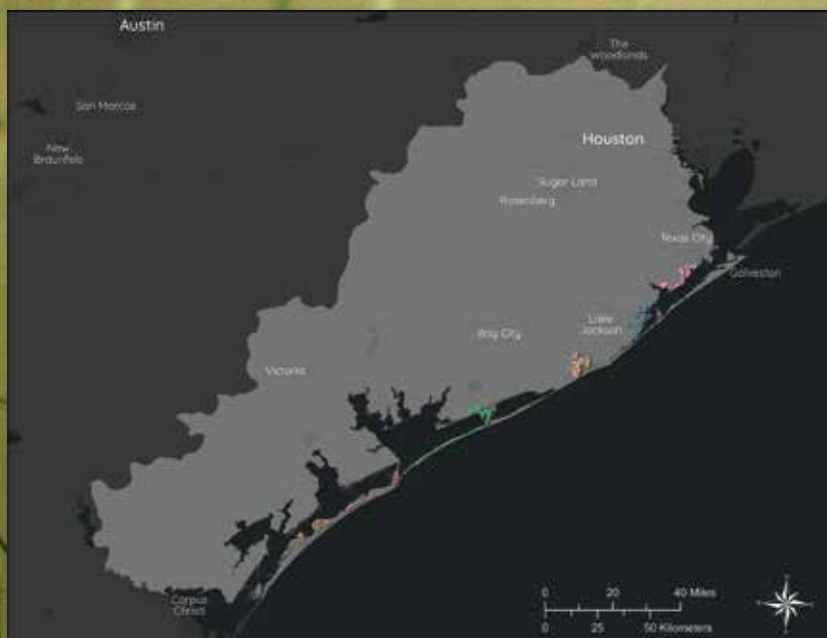 Austin
The
Woodlands
San Marcos
Houston
New
Braunfels
Sugar Land
Rosenberg
Texas City
Galveston
Lake
Jackson
Bay City
Victoria
Corpus
Christi
0 20 40 Miles
0 25 50 Kilometers